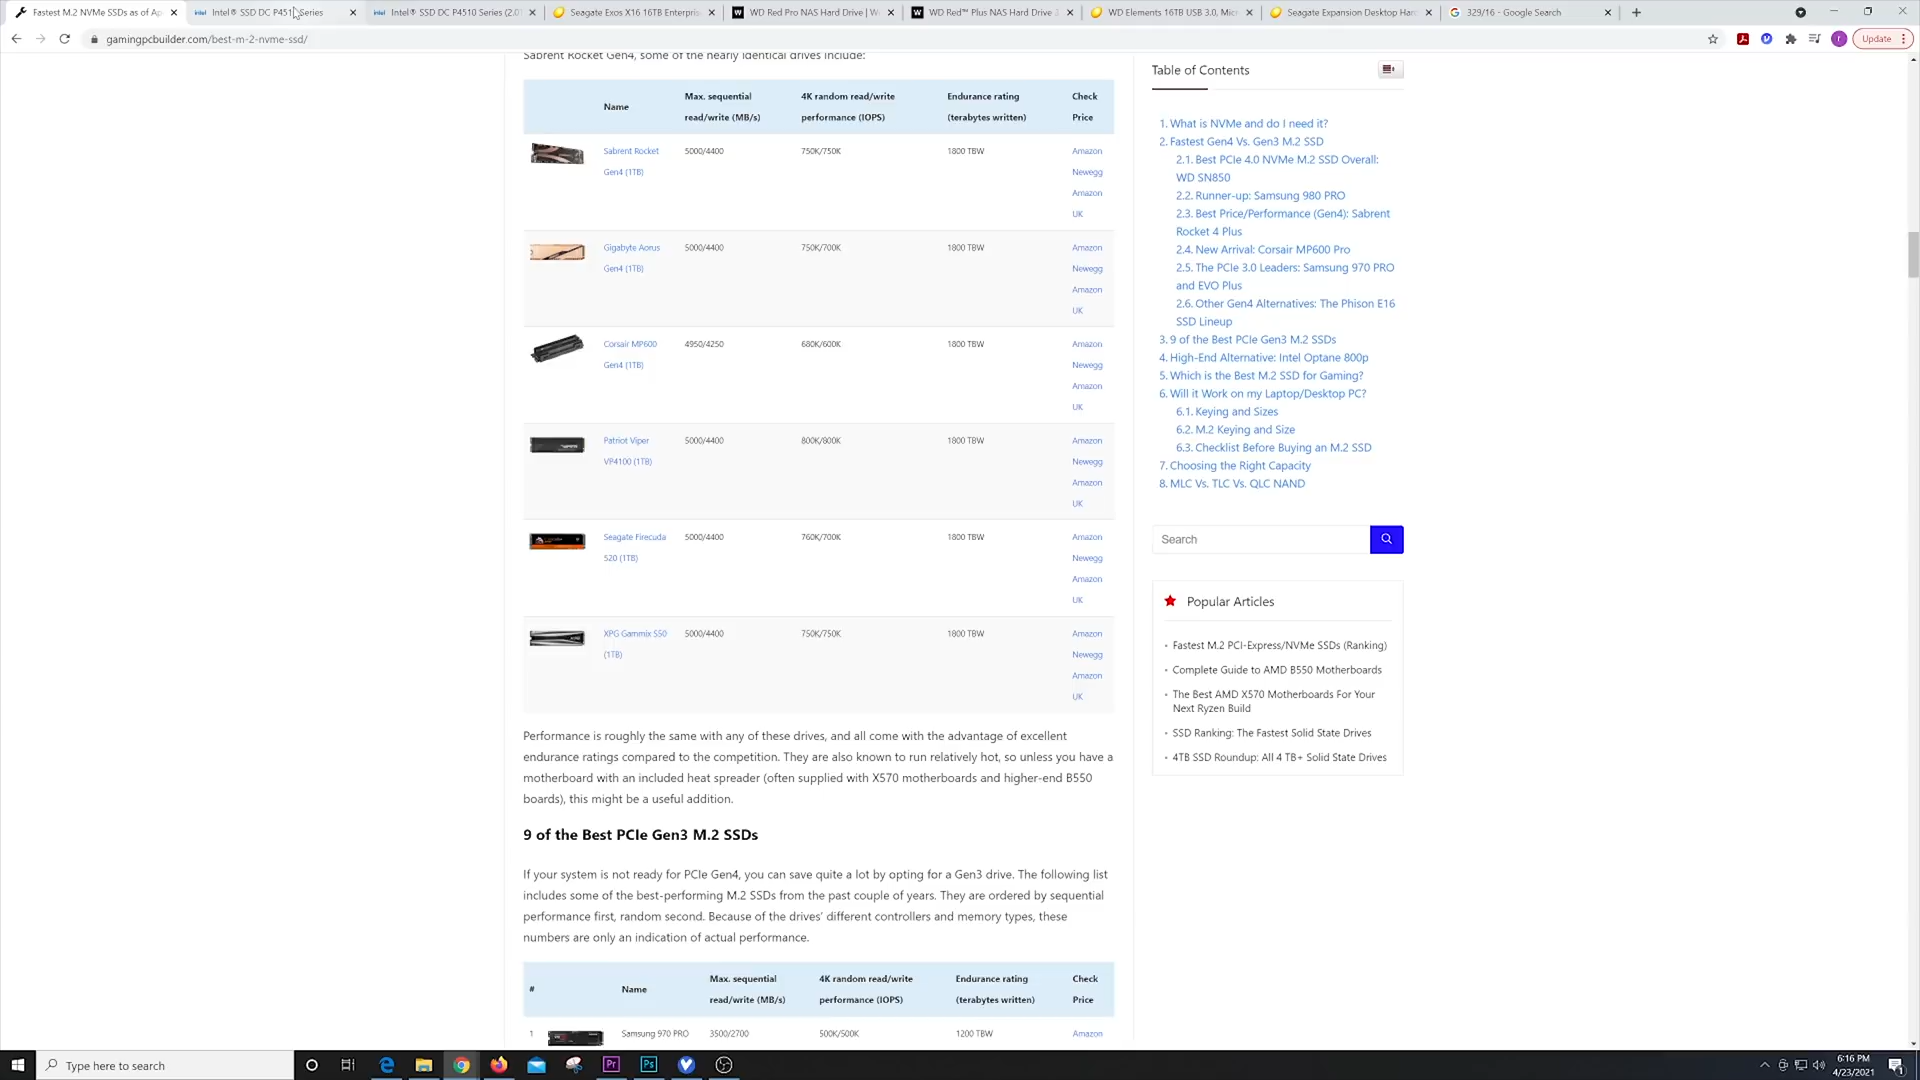 Fastest M.2 NVMe SSDs as of Ap
Intel® SSD DC P451 Series
Intel® SSD DC P4510 Series (2.0T
Seagate Exos X16 16TB Enterpris
WD Red Pro NAS Hard Drive | W
WD Red™ Plus NAS Hard Drive 3
WD Elements 16TB USB 3.0, Micr
Seagate Expansion Desktop Hard
329/16 - Google Search
gamingpcbuilder.com/best-m-2-nvme-ssd/
Update
Sabrent Rocket Gen4, some of the nearly identical drives include:
Name
Max. sequential
read/write (MB/s)
4K random read/write
performance (IOPS)
Endurance rating
(terabytes written)
Check
Price
Sabrent Rocket
Gen4 (1TB)
5000/4400
750K/750K
1800 TBW
Amazon
Newegg
Amazon
UK
Gigabyte Aorus
Gen4 (1TB)
5000/4400
750K/700K
1800 TBW
Amazon
Newegg
Amazon
UK
Corsair MP600
Gen4 (1TB)
4950/4250
680K/600K
1800 TBW
Amazon
Newegg
Amazon
UK
Patriot Viper
VP4100 (1TB)
5000/4400
800K/800K
1800 TBW
Amazon
Newegg
Amazon
UK
Seagate Firecuda
520 (1TB)
5000/4400
760K/700K
1800 TBW
Amazon
Newegg
Amazon
UK
XPG Gammix S50
(1TB)
5000/4400
750K/750K
1800 TBW
Amazon
Newegg
Amazon
UK
Performance is roughly the same with any of these drives, and all come with the advantage of excellent
endurance ratings compared to the competition. They are also known to run relatively hot, so unless you have a
motherboard with an included heat spreader (often supplied with X570 motherboards and higher-end B550
boards), this might be a useful addition.
9 of the Best PCIe Gen3 M.2 SSDs
If your system is not ready for PCIe Gen4, you can save quite a lot by opting for a Gen3 drive. The following list
includes some of the best-performing M.2 SSDs from the past couple of years. They are ordered by sequential
performance first, random second. Because of the drives' different controllers and memory types, these
numbers are only an indication of actual performance.
#
Name
Max. sequential
read/write (MB/s)
4K random read/write
performance (IOPS)
Endurance rating
(terabytes written)
Check
Price
1
Samsung 970 PRO
3500/2700
500K/500K
1200 TBW
Amazon
Table of Contents
1. What is NVMe and do I need it?
2. Fastest Gen4 Vs. Gen3 M.2 SSD
2.1. Best PCIe 4.0 NVMe M.2 SSD Overall:
WD SN850
2.2. Runner-up: Samsung 980 PRO
2.3. Best Price/Performance (Gen4): Sabrent
Rocket 4 Plus
2.4. New Arrival: Corsair MP600 Pro
2.5. The PCIe 3.0 Leaders: Samsung 970 PRO
and EVO Plus
2.6. Other Gen4 Alternatives: The Phison E16
SSD Lineup
3. 9 of the Best PCIe Gen3 M.2 SSDs
4. High-End Alternative: Intel Optane 800p
5. Which is the Best M.2 SSD for Gaming?
6. Will it Work on my Laptop/Desktop PC?
6.1. Keying and Sizes
6.2. M.2 Keying and Size
6.3. Checklist Before Buying an M.2 SSD
7. Choosing the Right Capacity
8. MLC Vs. TLC Vs. QLC NAND
Search
Popular Articles
Fastest M.2 PCI-Express/NVMe SSDs (Ranking)
Complete Guide to AMD B550 Motherboards
The Best AMD X570 Motherboards For Your
Next Ryzen Build
SSD Ranking: The Fastest Solid State Drives
4TB SSD Roundup: All 4 TB+ Solid State Drives
Type here to search
Pr
Ps
6:16 PM
4/23/2021